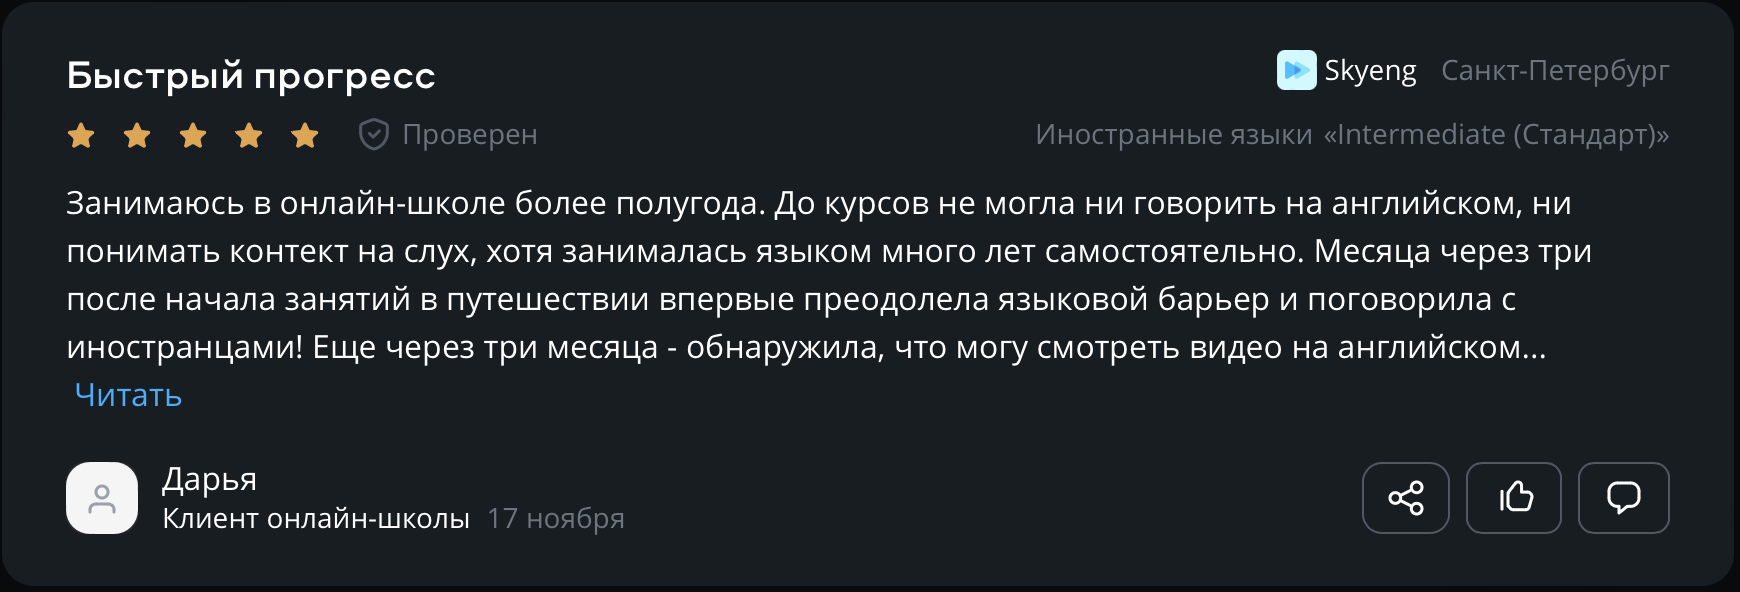 Быстрый прогресс
Skyeng Санкт-Петербург
Проверен
Иностранные языки «Intermediate (Стандарт)»
Занимаюсь в онлайн-школе более полугода. До курсов не могла ни говорить на английском, ни
понимать контект на слух, хотя занималась языком много лет самостоятельно. Месяца через три
после начала занятий в путешествии впервые преодолела языковой барьер и поговорила с
иностранцами! Еще через три месяца - обнаружила, что могу смотреть видео на английском...
Читать
Дарья
Клиент онлайн-школы 17 ноября